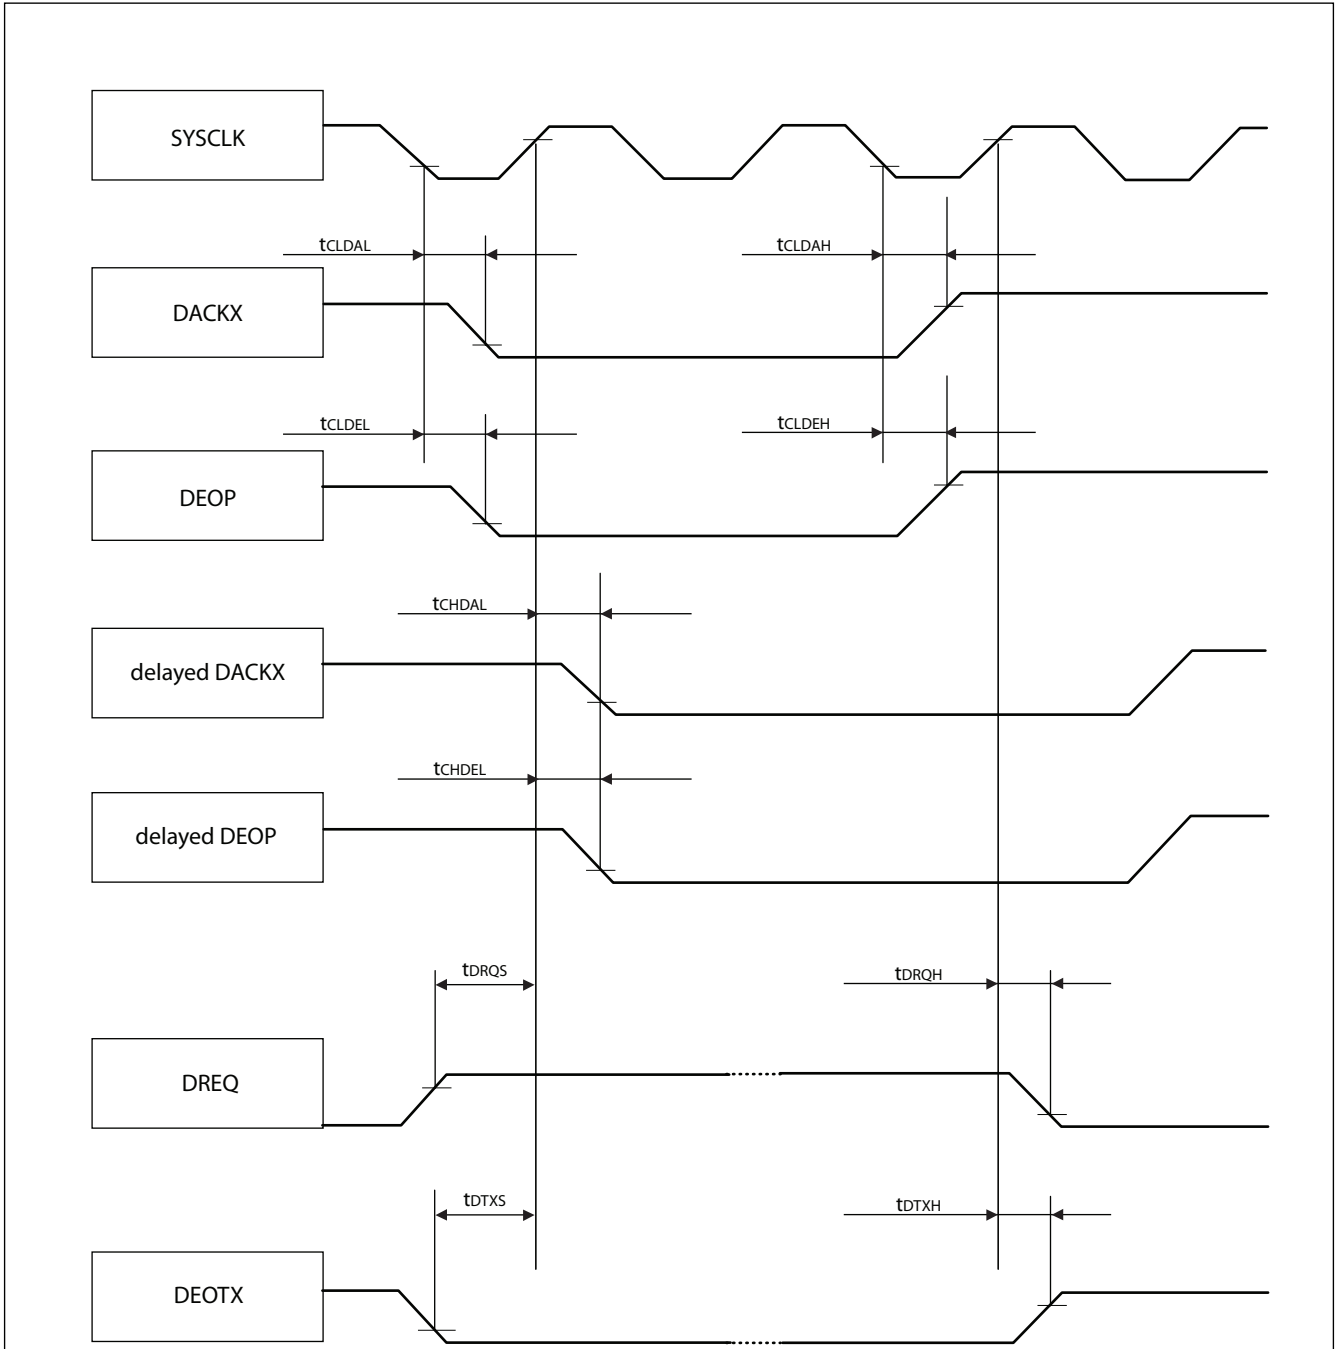 SYSCLK
tCLDAL
tCLDAH
DACKX
tCLDEL
tCLDEH
DEOP
tCHDAL
delayed DACKX
tCHDEL
delayed DEOP
tDRQS
tDRQH
DREQ
tDTXS
tDTXH
DEOTX